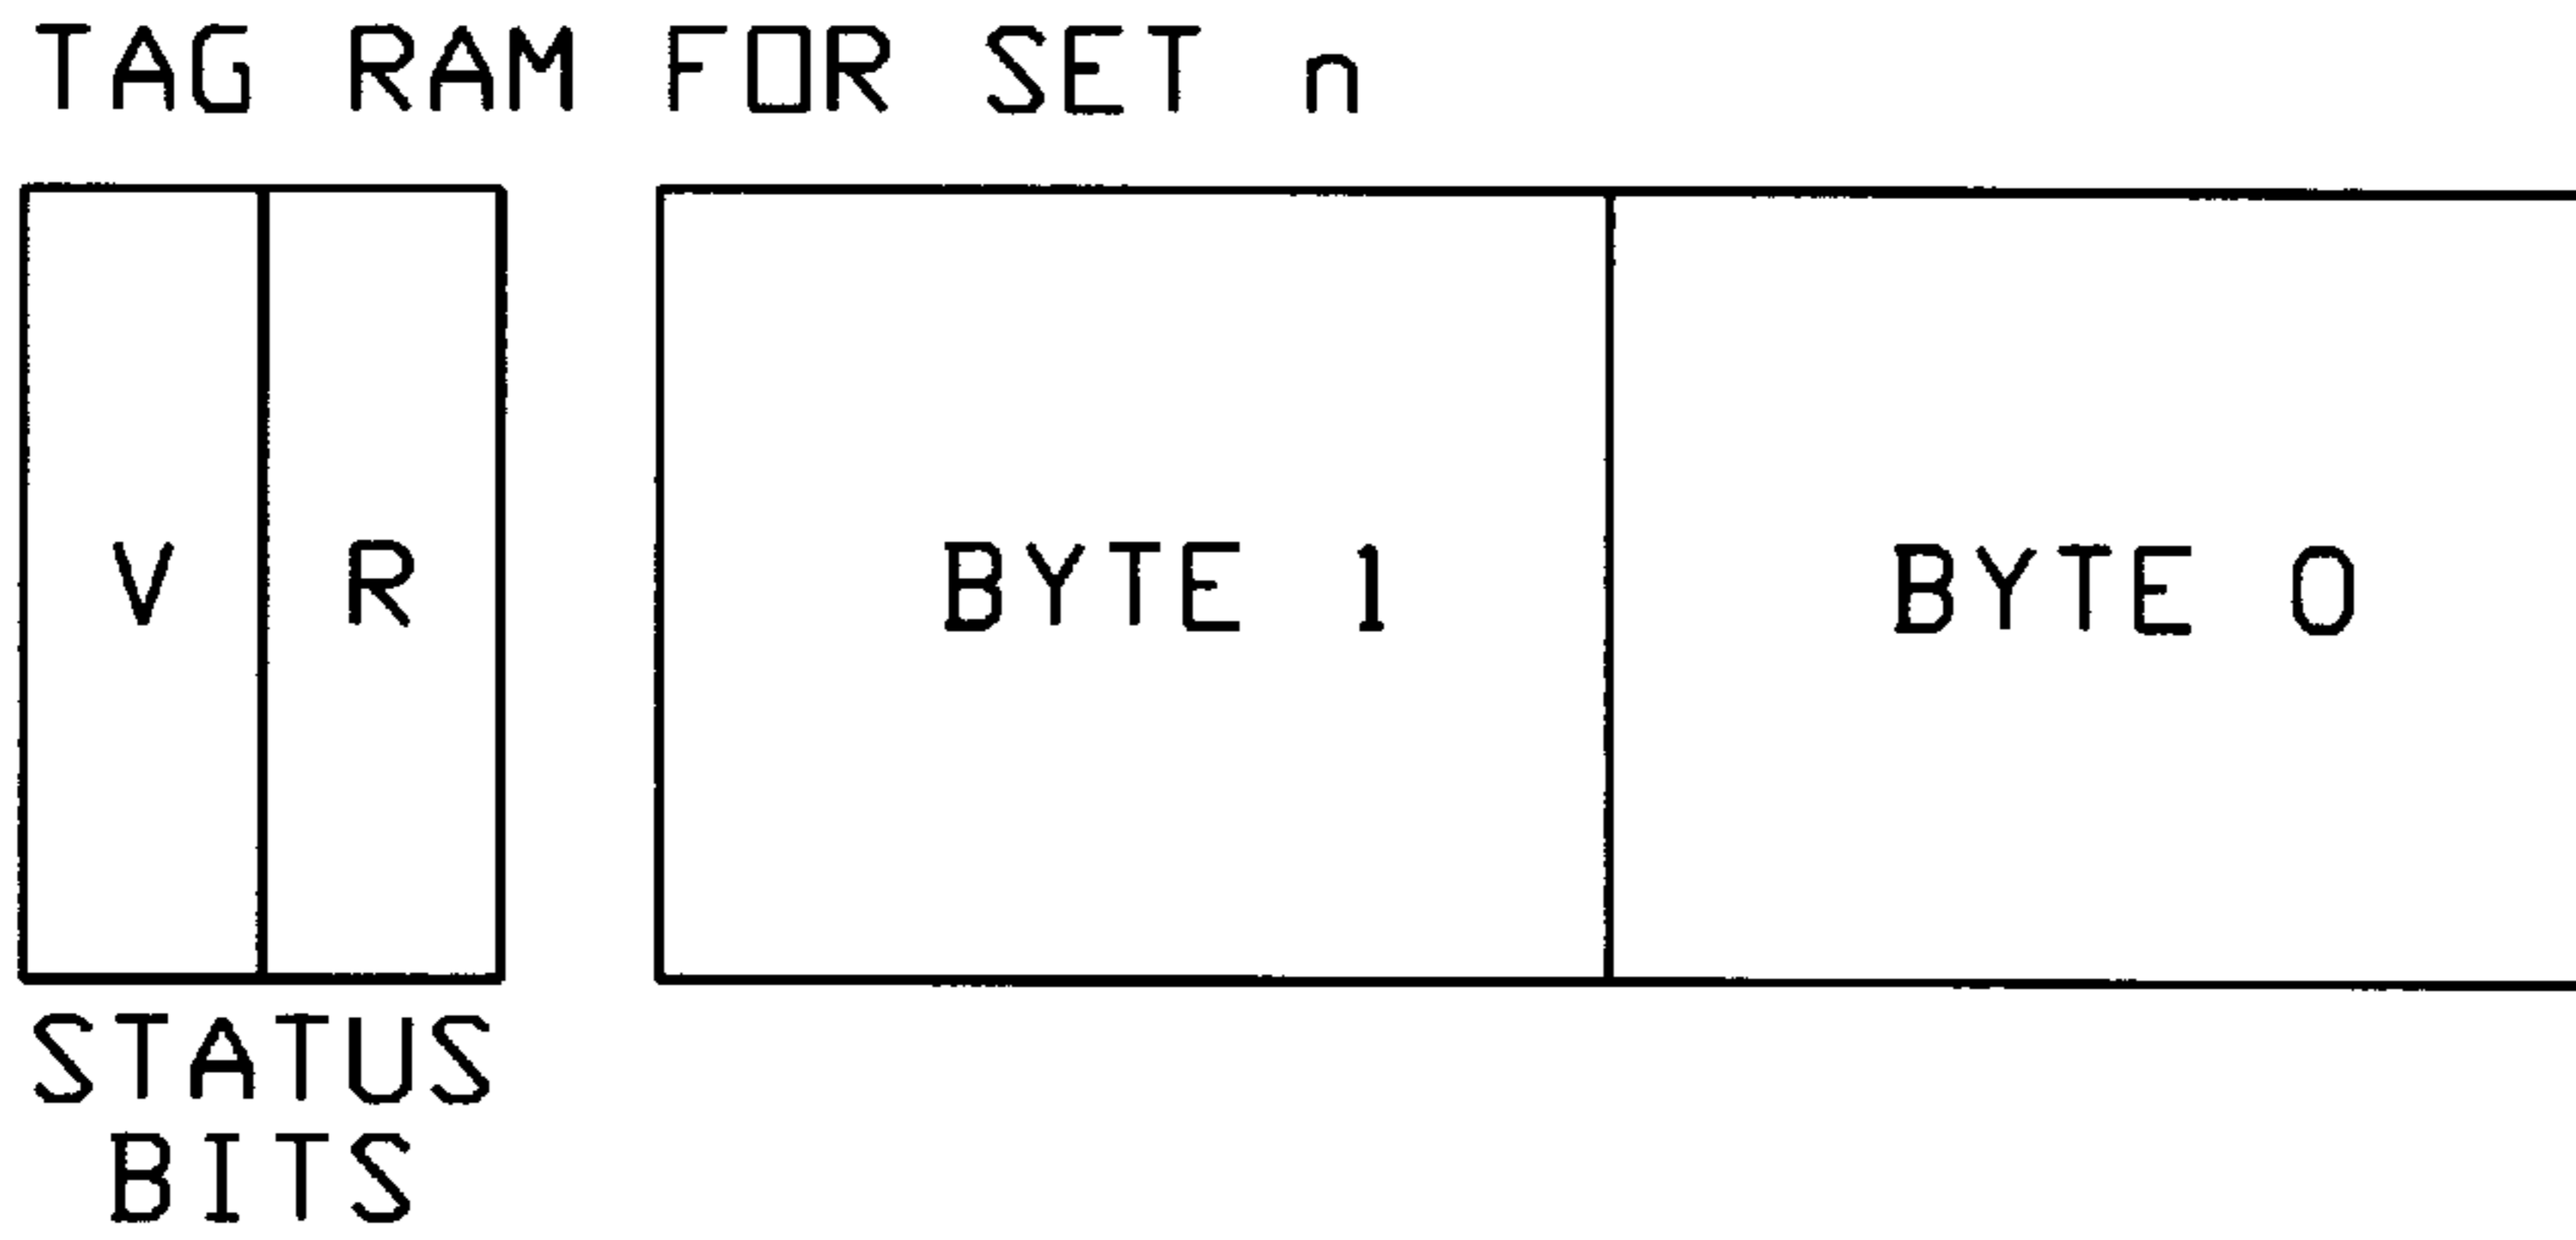 TAG RAM FOR SET n
V R BYTE 1 BYTE 0
STATUS
BITS